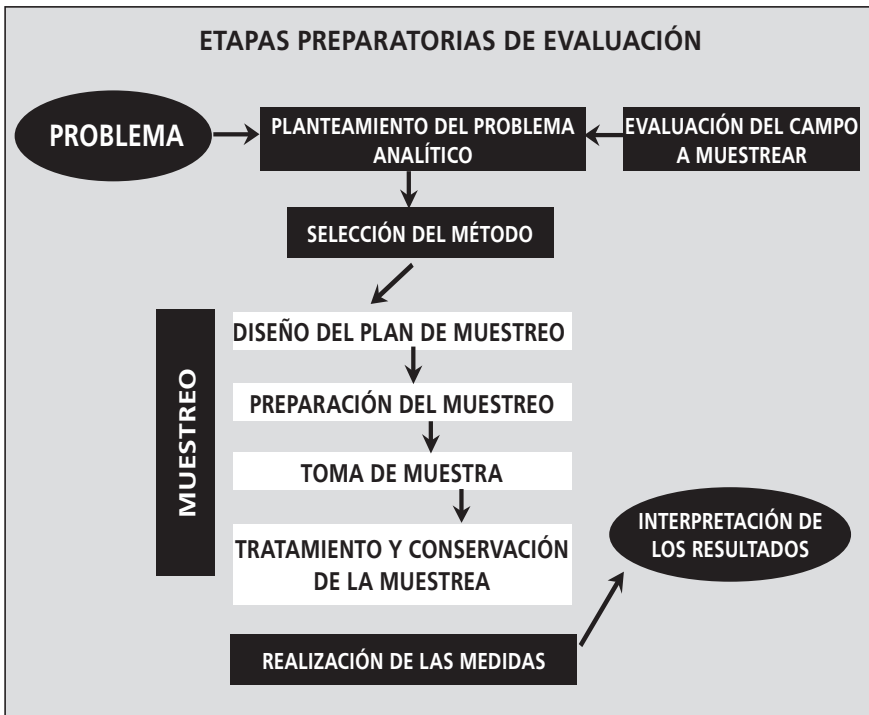 ETAPAS PREPARATORIAS DE EVALUACIÓN
PROBLEMA
PLANTEAMIENTO DEL PROBLEMA
ANALÍTICO
EVALUACIÓN DEL CAMPO
A MUESTREAR
SELECCIÓN DEL MÉTODO
MUESTREO
DISEÑO DEL PLAN DE MUESTREO
PREPARACIÓN DEL MUESTREO
TOMA DE MUESTRA
TRATAMIENTO Y CONSERVACIÓN
DE LA MUESTREA
INTERPRETACIÓN DE
LOS RESULTADOS
REALIZACIÓN DE LAS MEDIDAS